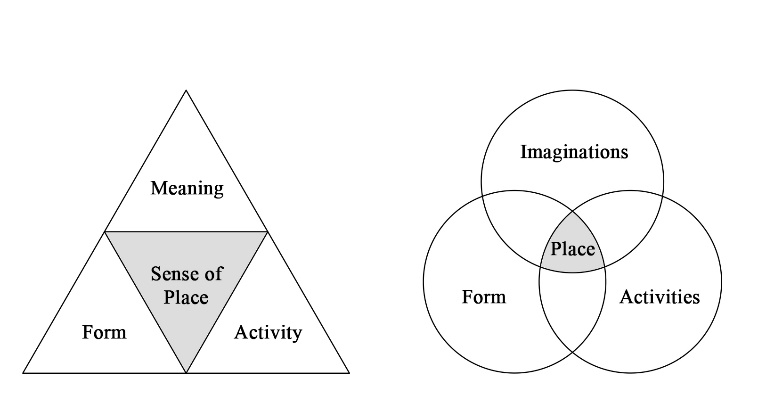 Meaning
Sense of
Place
Form
Activity
Imaginations
Place
Form
Activities